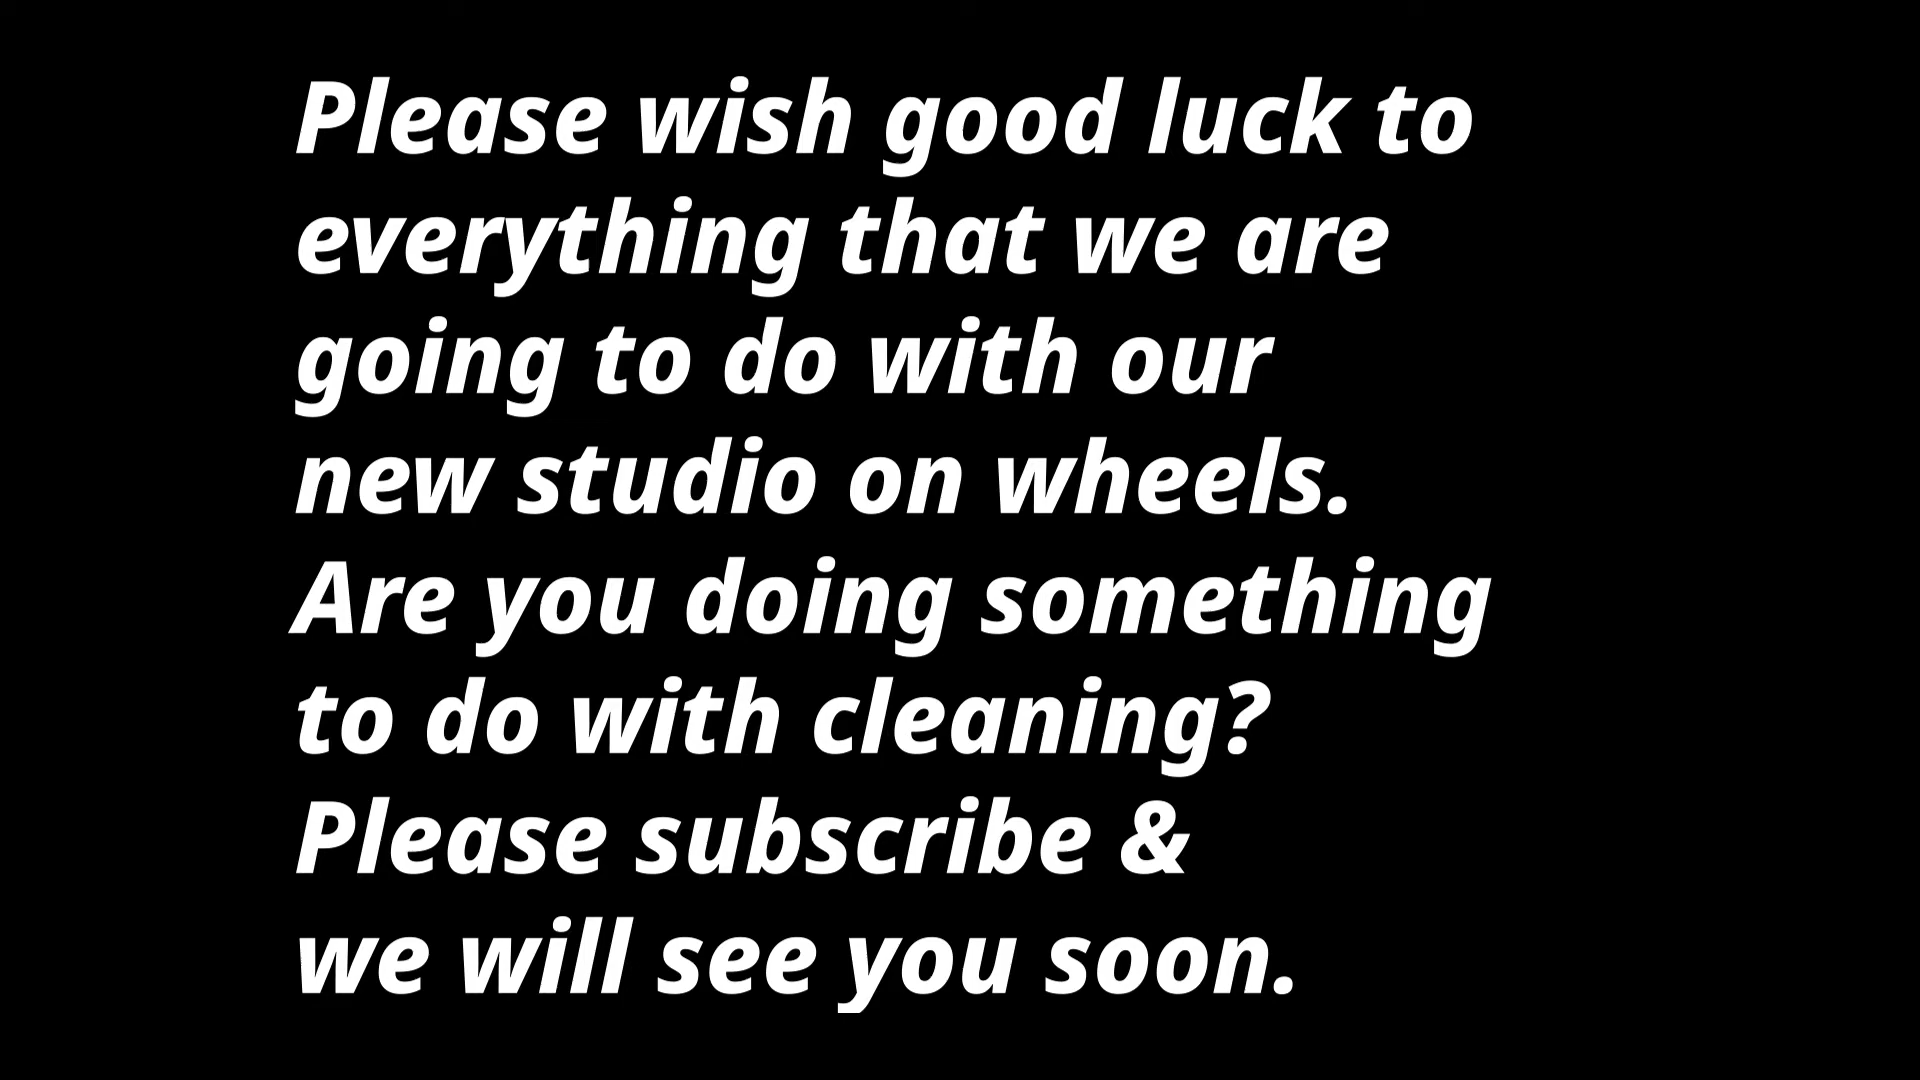 Please wish good luck to
everything that we are
going to do with our
new studio on wheels.
Are you doing something
to do with cleaning?
Please subscribe &
we will see you soon.